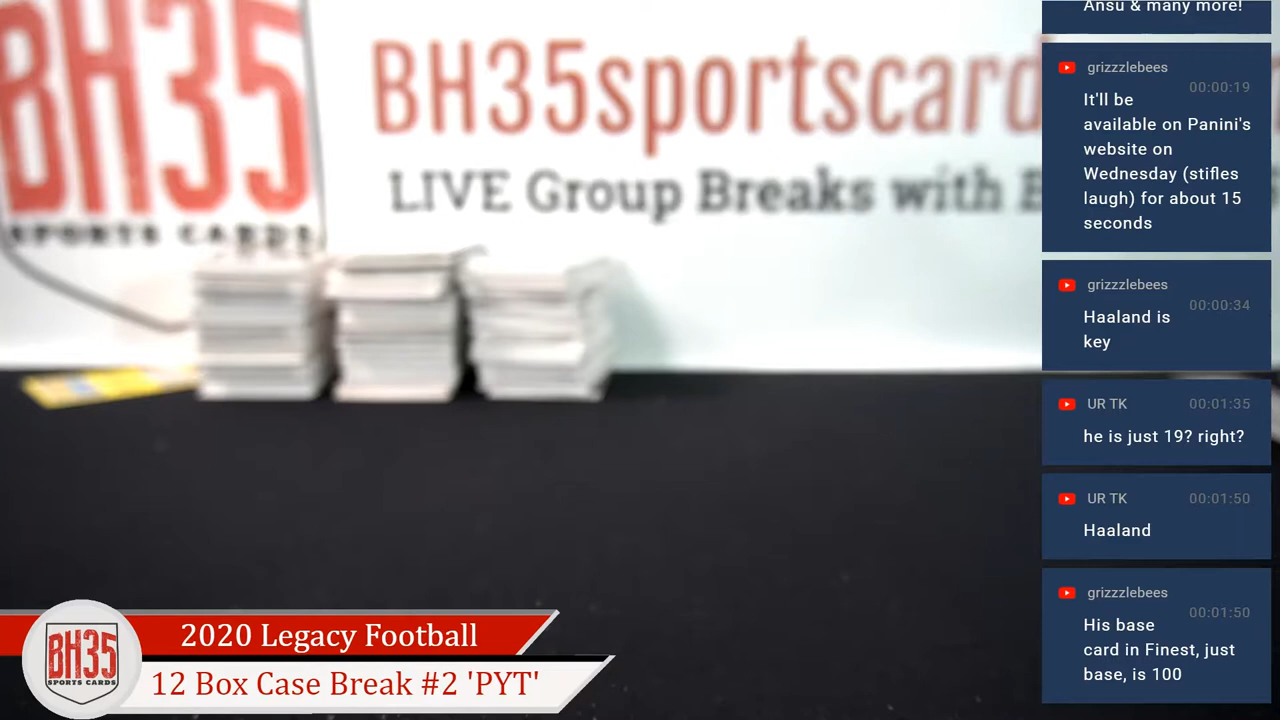 BH35
SPORTS CARDS
BH35sportscard
LIVE Group Breaks with
Ansu & many more!
grizzzlebees
00:00:19
It'll be
available on Panini's
website on
Wednesday (stifles
laugh) for about 15
seconds
grizzzlebees
00:00:34
Haaland is
key
UR TK
00:01:35
he is just 19? right?
UR TK
00:01:50
Haaland
grizzzlebees
00:01:50
His base
card in Finest, just
base, is 100
2020 Legacy Football
12 Box Case Break #2 'PYT'
BH35
SPORTS CARDS